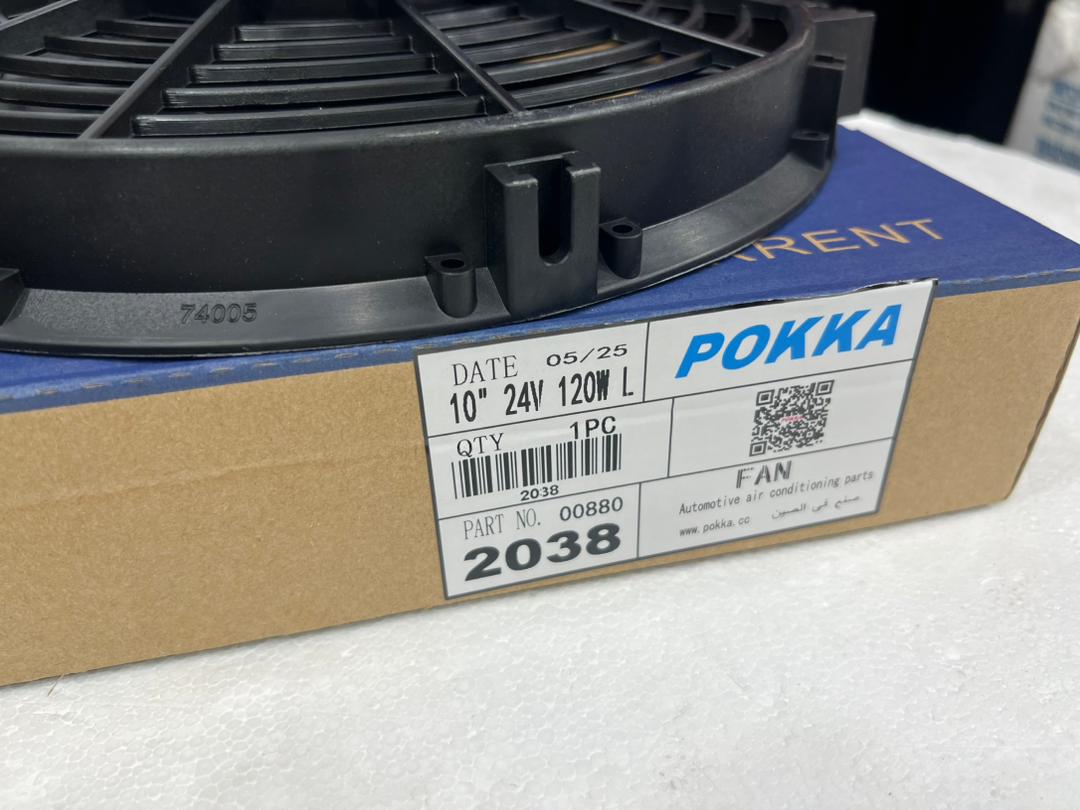 RENT
74005
DATE 05/25
10" 24V 120W L
POKKA
QTY 1PC
2038
PART NO. 00880
2038
FAN
Automotive air conditioning parts
www.pokka.cc صنع في الصين